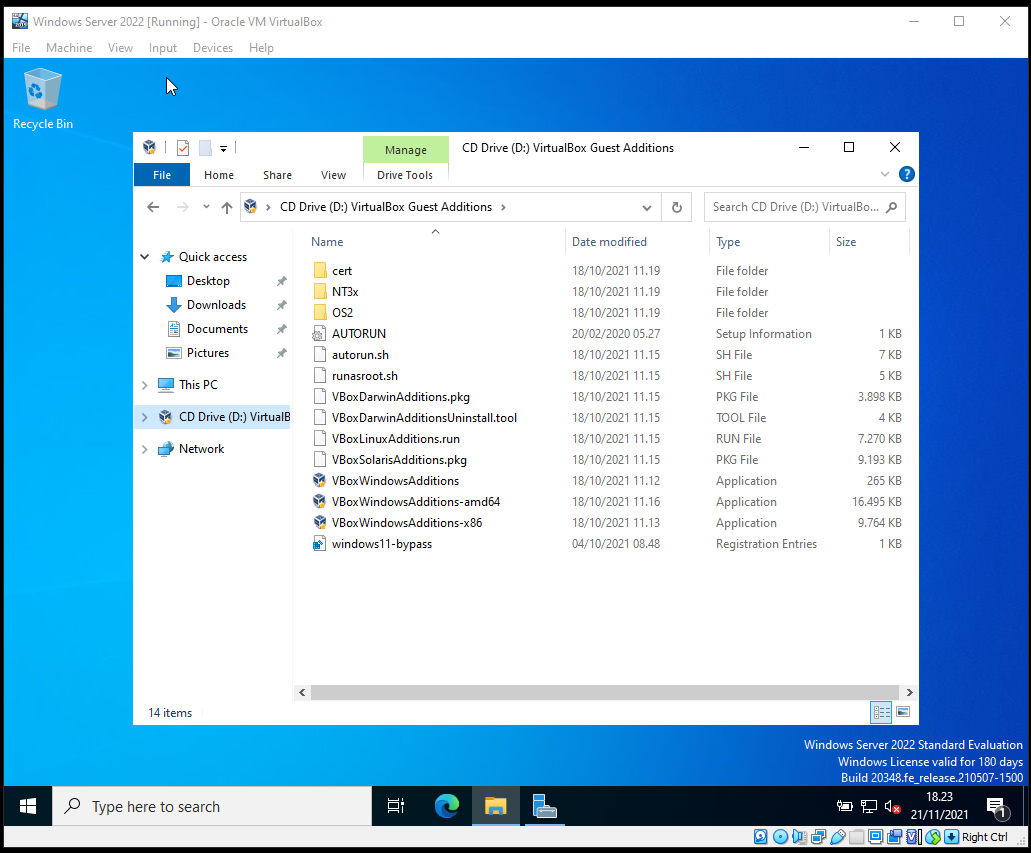 Windows Server 2022 [Running] - Oracle VM VirtualBox
File Machine View Input Devices Help
Recycle Bin
Manage CD Drive (D:) VirtualBox Guest Additions
File Home Share View Drive Tools
CD Drive (D:) VirtualBox Guest Additions
Search CD Drive (D:) VirtualBo...
Quick access
Desktop
Downloads
Documents
Pictures
This PC
CD Drive (D:) VirtualB
Network
Name Date modified Type Size
cert 18/10/2021 11.19 File folder
NT3x 18/10/2021 11.19 File folder
OS2 18/10/2021 11.19 File folder
AUTORUN 20/02/2020 05.27 Setup Information 1 KB
autorun.sh 18/10/2021 11.15 SH File 7 KB
runasroot.sh 18/10/2021 11.15 SH File 5 KB
VBoxDarwinAdditions.pkg 18/10/2021 11.15 PKG File 3.898 KB
VBoxDarwinAdditionsUninstall.tool 18/10/2021 11.15 TOOL File 4 KB
VBoxLinuxAdditions.run 18/10/2021 11.15 RUN File 7.270 KB
VBoxSolarisAdditions.pkg 18/10/2021 11.15 PKG File 9.193 KB
VBoxWindowsAdditions 18/10/2021 11.12 Application 265 KB
VBoxWindowsAdditions-amd64 18/10/2021 11.16 Application 16.495 KB
VBoxWindowsAdditions-x86 18/10/2021 11.13 Application 9.764 KB
windows11-bypass 04/10/2021 08.48 Registration Entries 1 KB
14 items
Windows Server 2022 Standard Evaluation
Windows License valid for 180 days
Build 20348.fe_release.210507-1500
Type here to search
18.23
21/11/2021
1
Right Ctrl